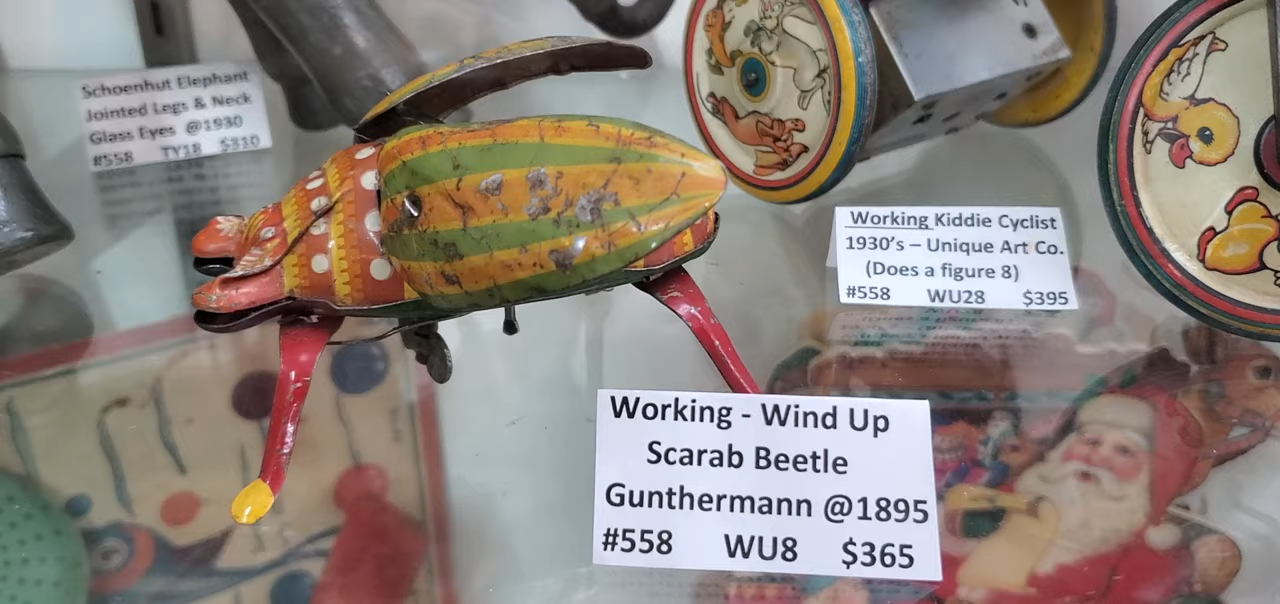 Schoenhut Elephant
Jointed Legs & Neck
Glass Eyes @1930
#558 TY18 $310
Working Kiddie Cyclist
1930's – Unique Art Co.
(Does a figure 8)
#558 WU28 $395
Working - Wind Up
Scarab Beetle
Gunthermann @1895
#558 WU8 $365